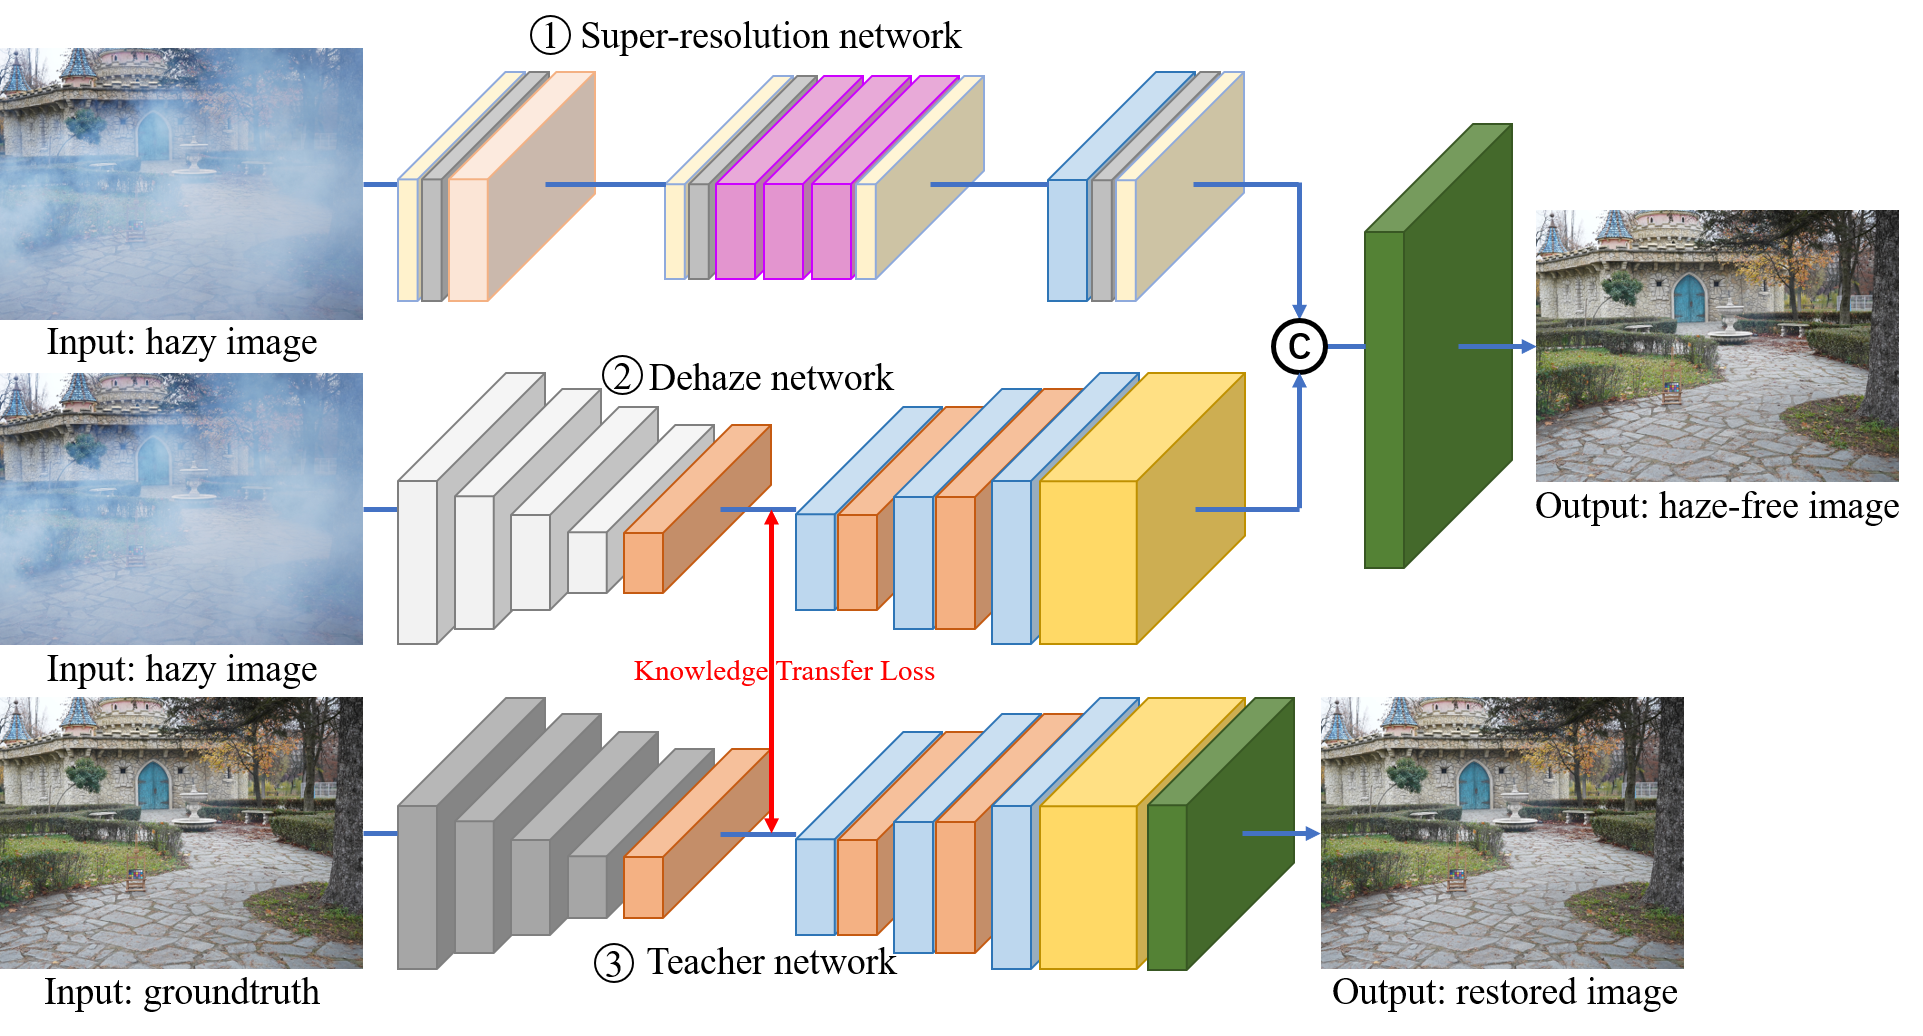 ① Super-resolution network
Input: hazy image
② Dehaze network
C
Output: haze-free image
Input: hazy image
Knowledge Transfer Loss
③ Teacher network
Input: groundtruth
Output: restored image